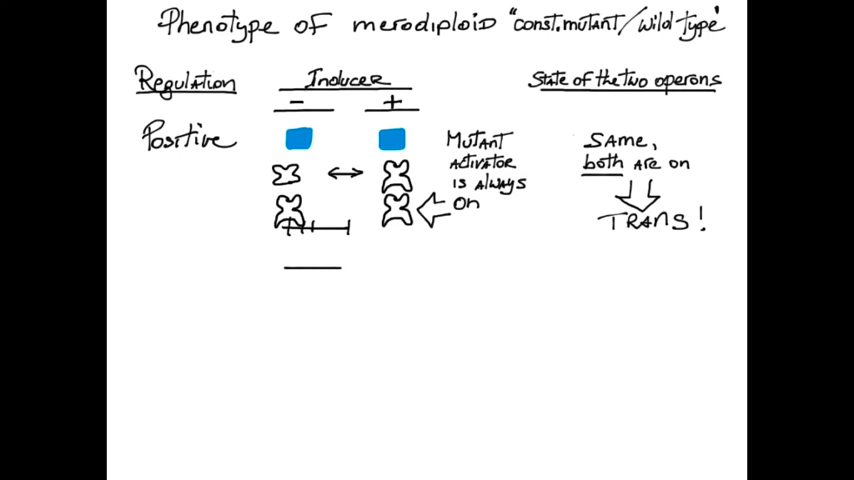 Phenotype of merodiploid "const.mutant/wild type"
Regulation Inducer State of the two operons
- +
Positive Mutant Same,
activator both are on
is always
on
TRANS!